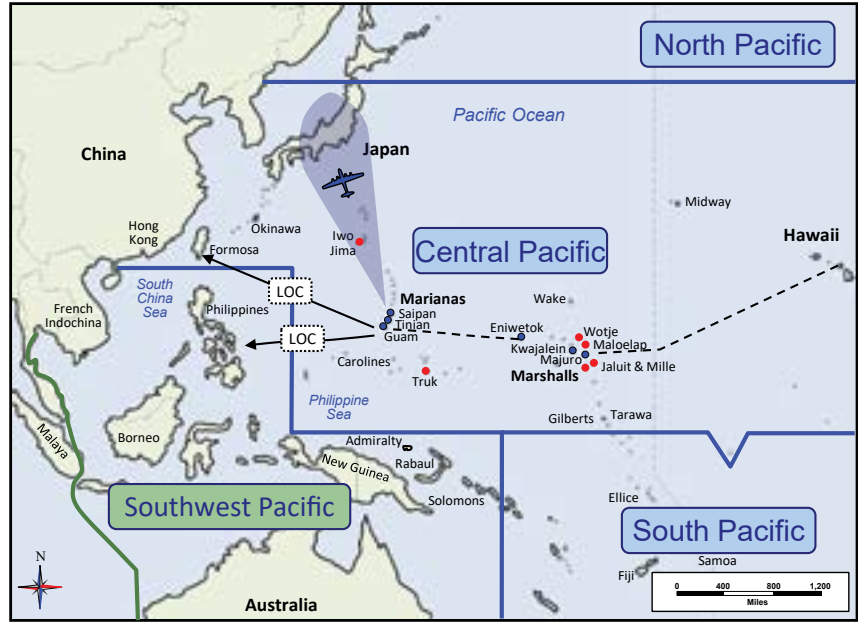 North Pacific
Pacific Ocean
China
Japan
Midway
Okinawa
Hong
Kong
Formosa
Iwo
Jima
Central Pacific
Hawaii
South
China
Sea
LOC
Marianas
French
Indochina
Philippines
Saipan
Tinian
Guam
Wake
Eniwetok
Wotje
LOC
Kwajalein
Maloelap
Majuro
Carolines
Jaluit & Mille
Marshalls
Truk
Philippine
Sea
Gilberts
Tarawa
Malaya
Borneo
Admiralty
New Guinea
Rabaul
Solomons
Southwest Pacific
Ellice
South Pacific
Samoa
Fiji
N
0 400 800 1,200
Miles
Australia